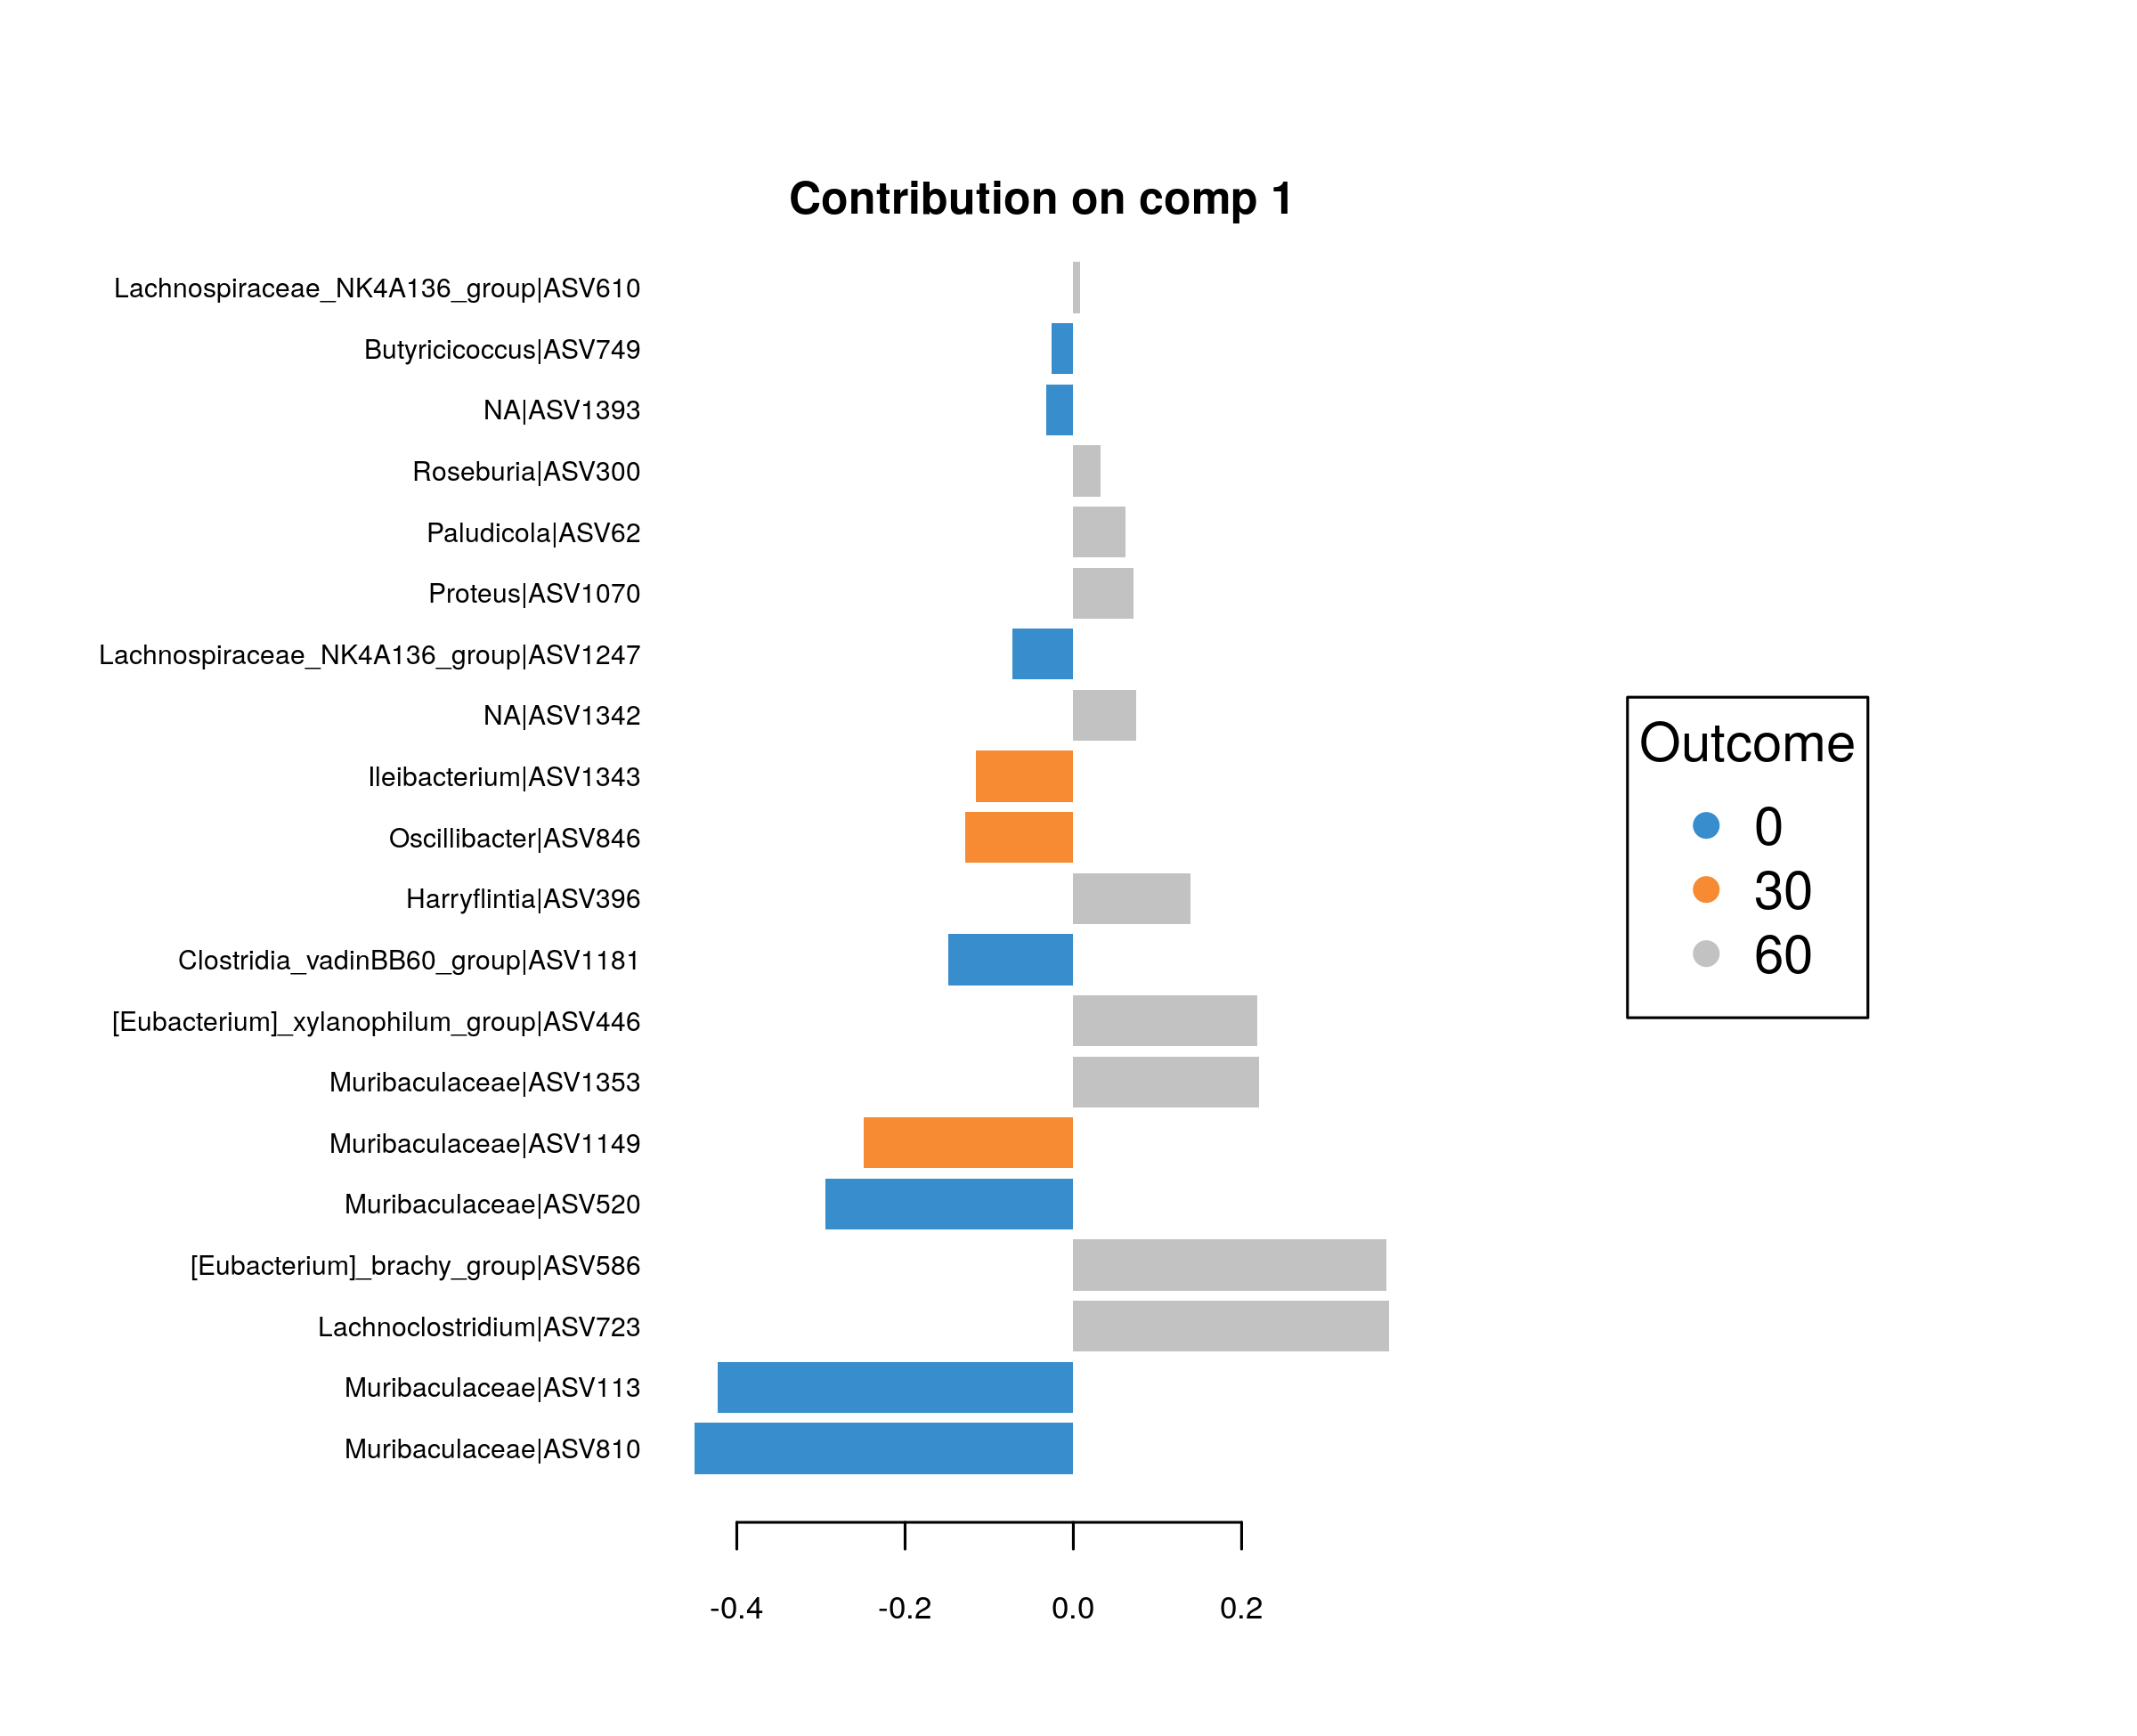 Contribution on comp 1
Lachnospiraceae_NK4A136_group|ASV610
Butyricicoccus|ASV749
NA|ASV1393
Roseburia|ASV300
Paludicola|ASV62
Proteus|ASV1070
Lachnospiraceae_NK4A136_group|ASV1247
NA|ASV1342
Ileibacterium|ASV1343
Oscillibacter|ASV846
Harryflintia|ASV396
Clostridia_vadinBB60_group|ASV1181
[Eubacterium]_xylanophilum_group|ASV446
Muribaculaceae|ASV1353
Muribaculaceae|ASV1149
Muribaculaceae|ASV520
[Eubacterium]_brachy_group|ASV586
Lachnoclostridium|ASV723
Muribaculaceae|ASV113
Muribaculaceae|ASV810
-0.4 -0.2 0.0 0.2
Outcome
0
30
60